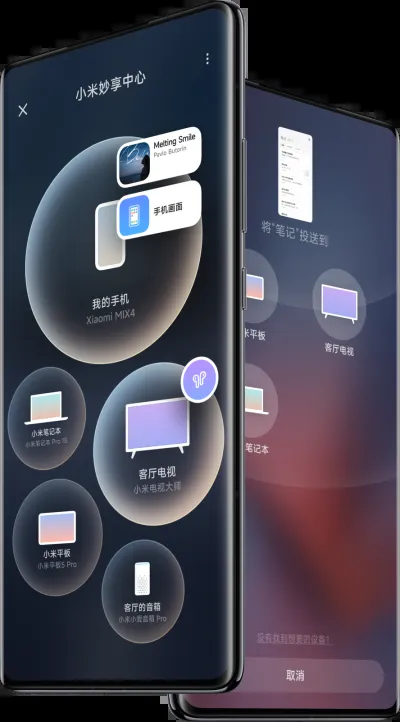 小米妙享中心
Melting Smile
Pavlo Butorin
手机画面
我的手机
Xiaomi MIX4
小米笔记本
小米笔记本 Pro 15
客厅电视
小米电视大师
小米平板
小米平板5 Pro
客厅的音箱
小米小爱音箱 Pro
将“笔记”投送到
米平板
客厅电视
笔记本
没有找到想要的设备？
取消